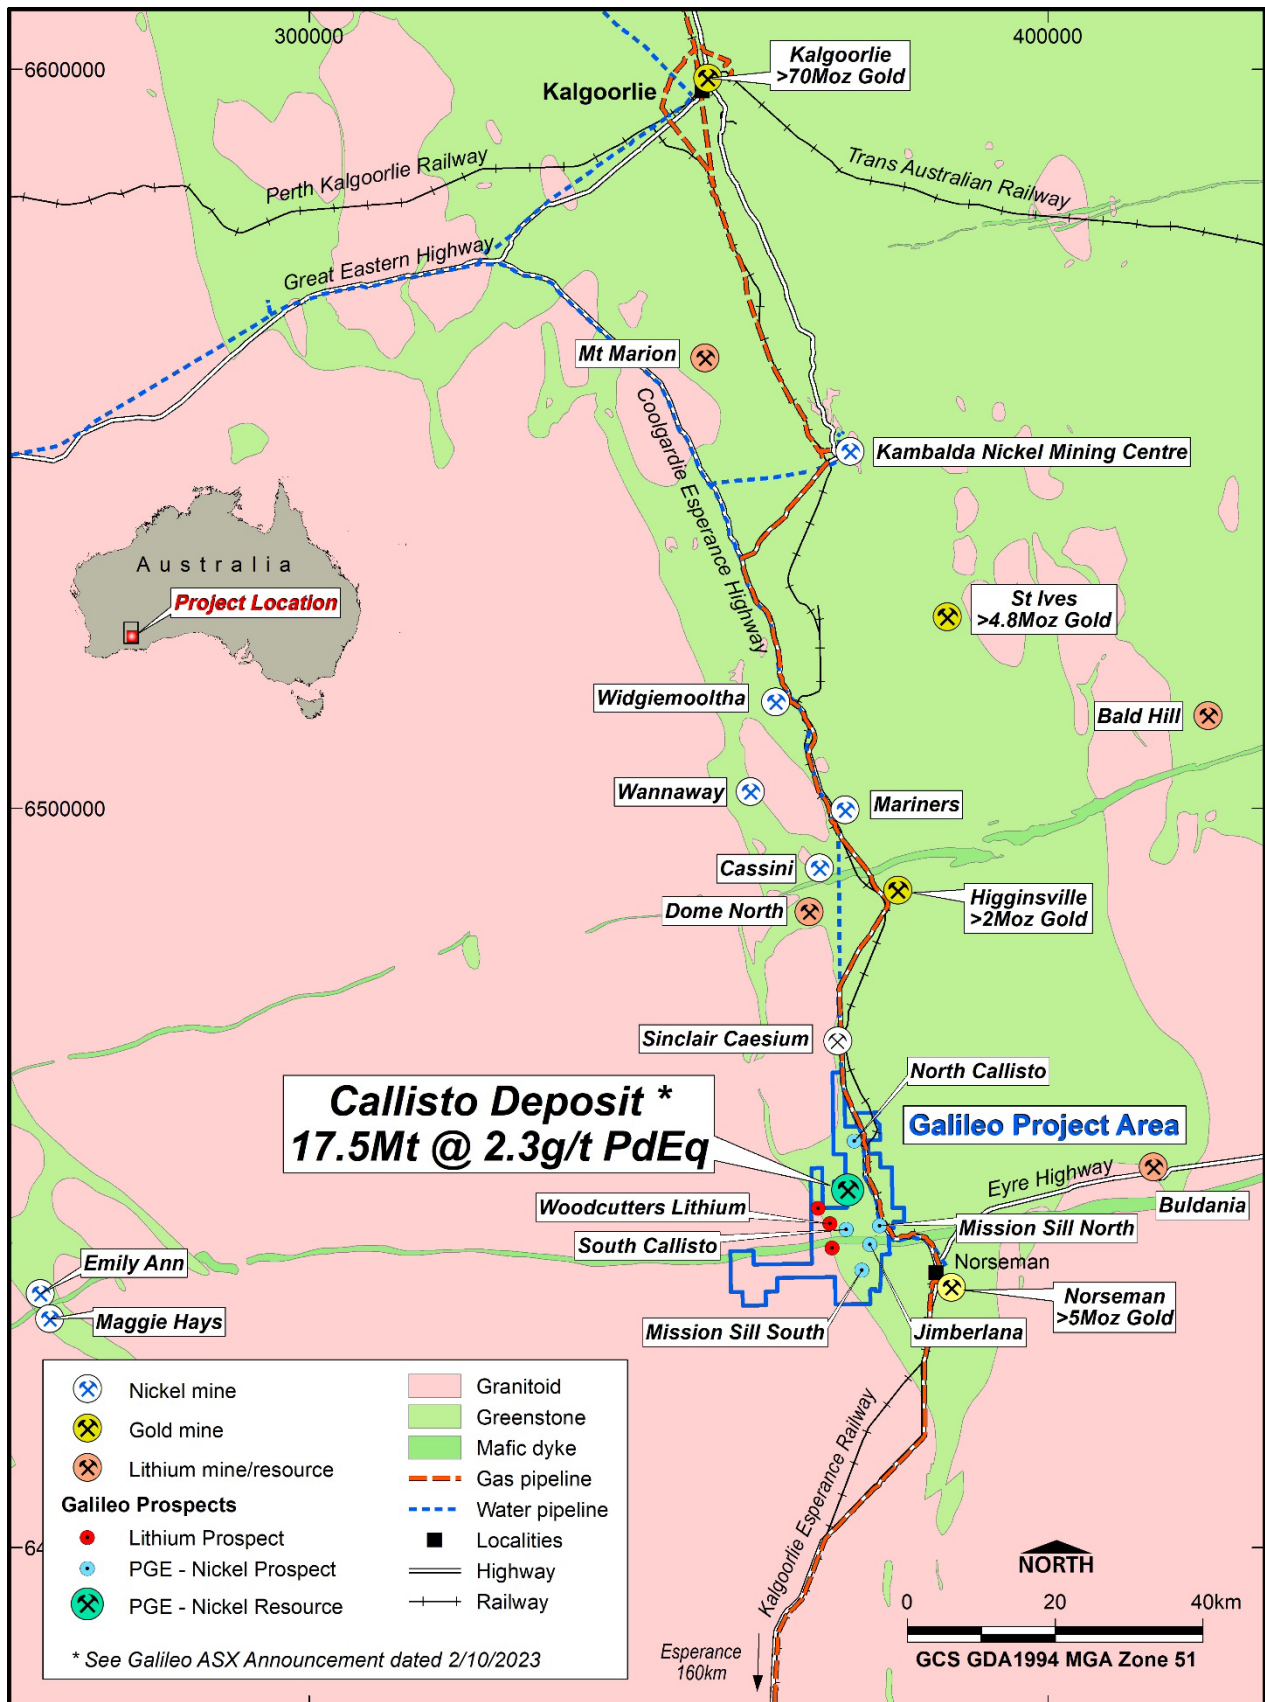 300000
400000
6600000
Kalgoorlie
>70Moz Gold
Kalgoorlie
Perth Kalgoorlie Railway
Trans Australian Railway
Great Eastern Highway
Mt Marion
Coolgardie Esperance Highway
Kambalda Nickel Mining Centre
Australia
Project Location
St Ives
>4.8Moz Gold
Widgiemooltha
Bald Hill
Wannaway
Mariners
6500000
Cassini
Dome North
Higginsville
>2Moz Gold
Sinclair Caesium
North Callisto
Callisto Deposit *
17.5Mt @ 2.3g/t PdEq
Galileo Project Area
Eyre Highway
Buldania
Woodcutters Lithium
Mission Sill North
South Callisto
Norseman
Emily Ann
Maggie Hays
Norseman
>5Moz Gold
Mission Sill South
Jimberlana
Nickel mine
Gold mine
Lithium mine/resource
Galileo Prospects
Lithium Prospect
PGE - Nickel Prospect
PGE - Nickel Resource
Granitoid
Greenstone
Mafic dyke
Gas pipeline
Water pipeline
Localities
Highway
Railway
* See Galileo ASX Announcement dated 2/10/2023
64
Kalgoorlie Esperance Railway
Esperance
160km
NORTH
0 20 40km
GCS GDA1994 MGA Zone 51